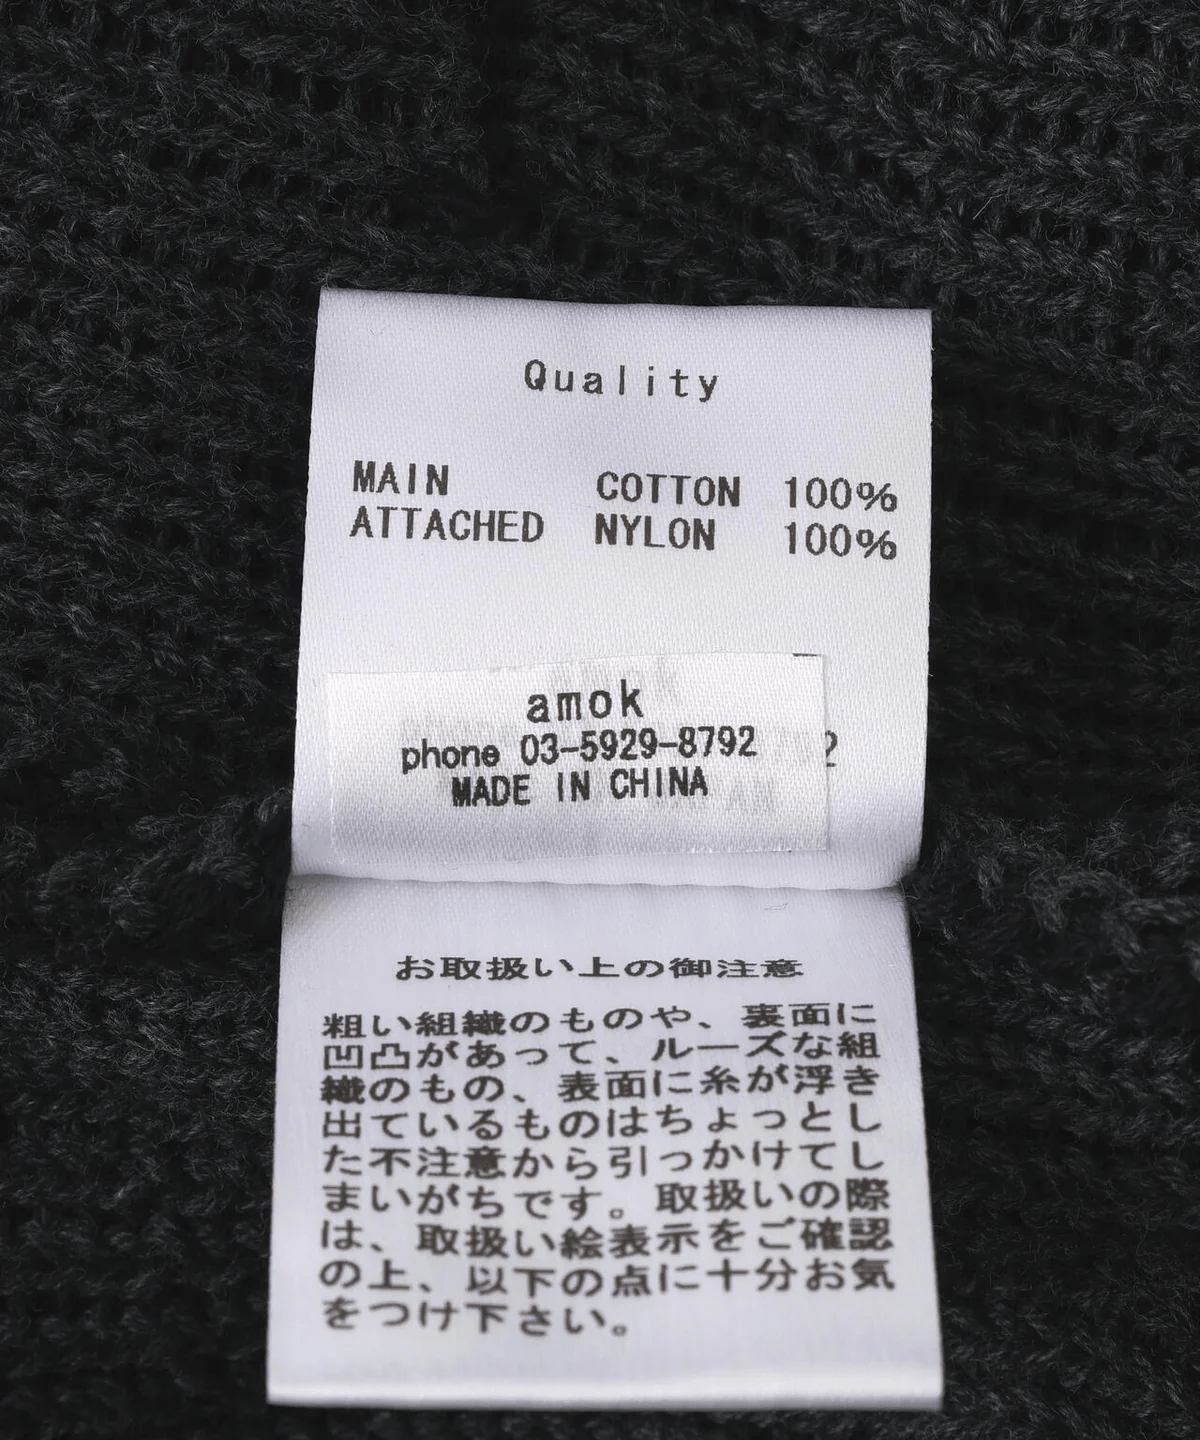 Quality
MAIN COTTON 100%
ATTACHED NYLON 100%
amok
phone 03-5929-8792
MADE IN CHINA
お取扱い上の御注意
粗い組織のものや、裏面に
凹凸があって、ルーズな組
織のもの、表面に糸が浮き
出ているものはちょっとし
た不注意から引っかけてし
まいがちです。取扱いの際
は、取扱い絵表示をご確認
の上、以下の点に十分お気
をつけ下さい。